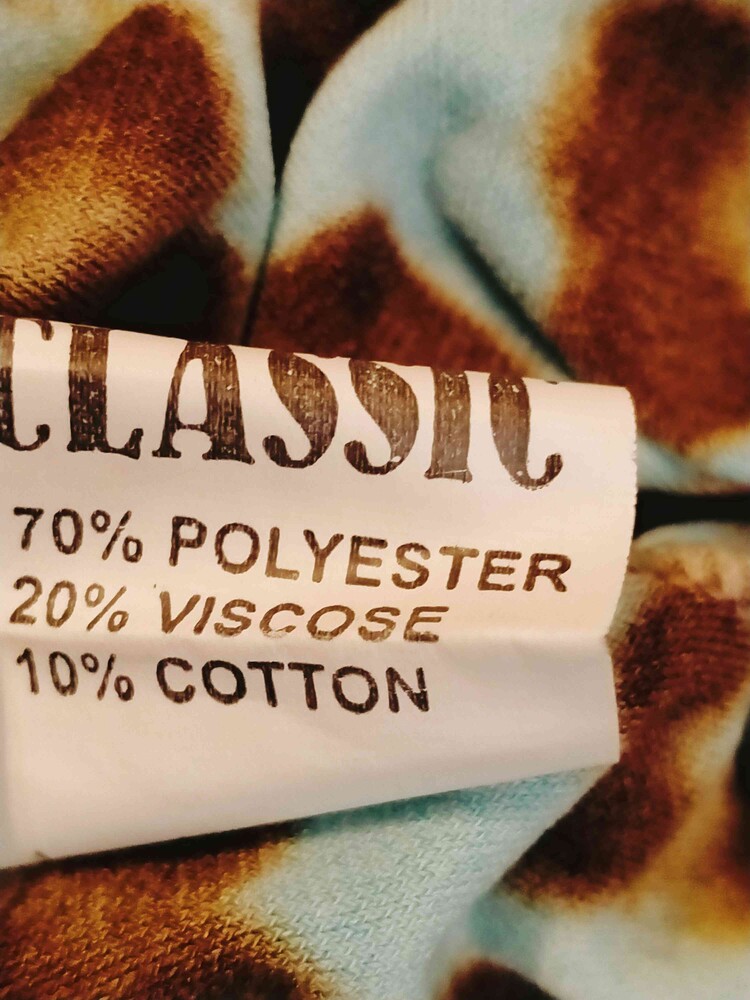 CLASSIC
70% POLYESTER
20% VISCOSE
10% COTTON